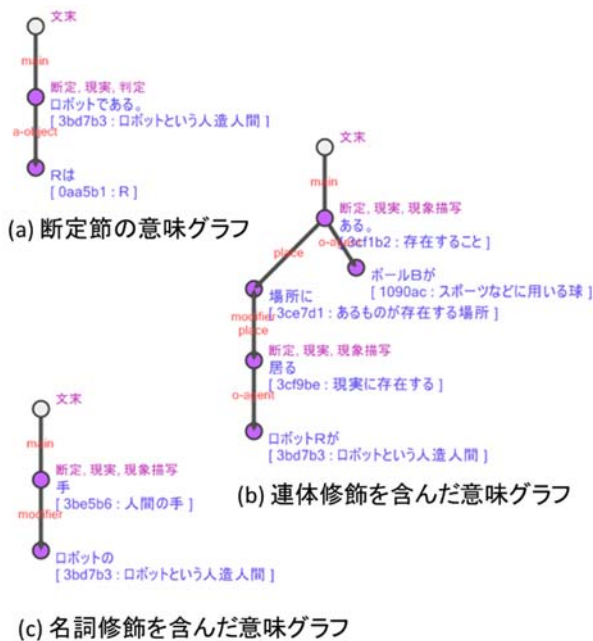 文末
main
断定, 現実, 判定
ロボットである。
[ 3bd7b3 : ロボットという人造人間 ]
a-object
Rは
[ 0aa5b1 : R ]
(a) 断定節の意味グラフ
文末
main
断定, 現実, 現象描写
ある。
[ 3cf1b2 : 存在すること ]
place
o-agent
ボールBが
[ 1090ac : スポーツなどに用いる球 ]
場所に
[ 3ce7d1 : あるものが存在する場所 ]
modifier
place
断定, 現実, 現象描写
居る
[ 3cf9be : 現実に存在する ]
o-agent
ロボットRが
[ 3bd7b3 : ロボットという人造人間 ]
(b) 連体修飾を含んだ意味グラフ
文末
main
断定, 現実, 現象描写
手
[ 3be5b6 : 人間の手 ]
modifier
ロボットの
[ 3bd7b3 : ロボットという人造人間 ]
(c) 名詞修飾を含んだ意味グラフ